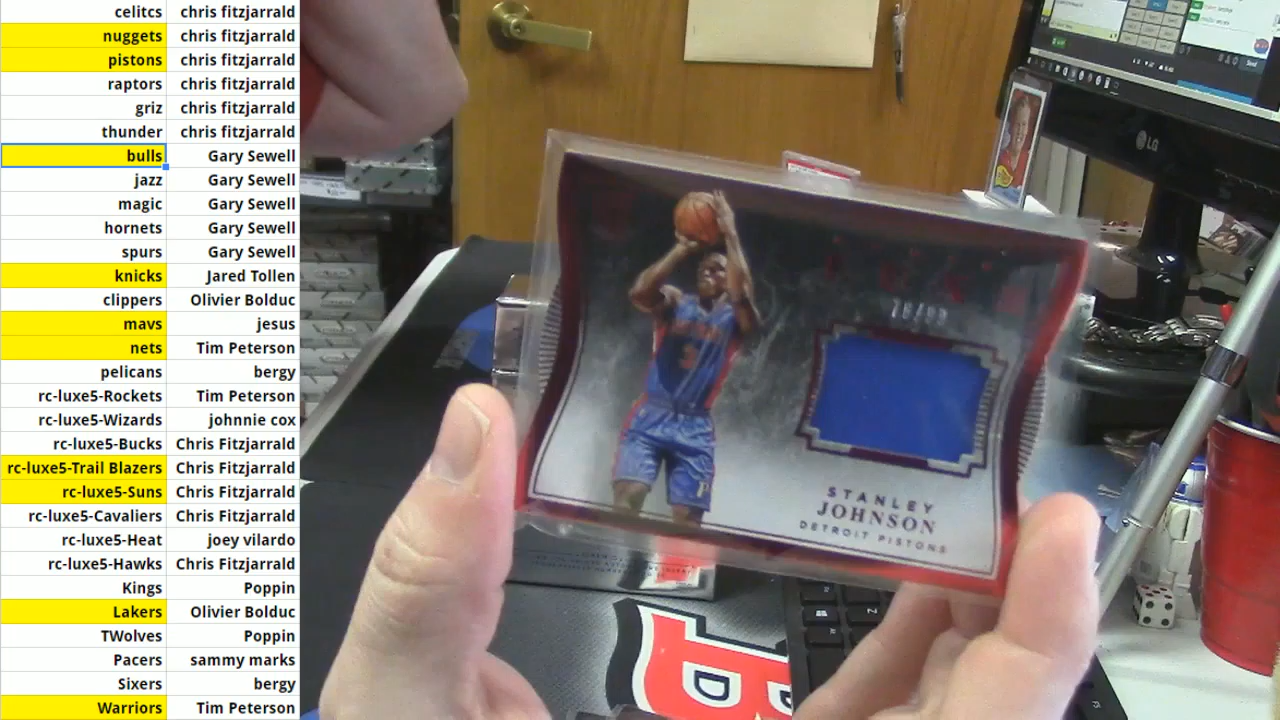 celitcs chris fitzjarrald
nuggets chris fitzjarrald
pistons chris fitzjarrald
raptors chris fitzjarrald
griz chris fitzjarrald
thunder chris fitzjarrald
bulls Gary Sewell
jazz Gary Sewell
magic Gary Sewell
hornets Gary Sewell
spurs Gary Sewell
knicks Jared Tollen
clippers Olivier Bolduc
mavs jesus
nets Tim Peterson
pelicans bergy
rc-luxe5-Rockets Tim Peterson
rc-luxe5-Wizards johnnie cox
rc-luxe5-Bucks Chris Fitzjarrald
rc-luxe5-Trail Blazers Chris Fitzjarrald
rc-luxe5-Suns Chris Fitzjarrald
rc-luxe5-Cavaliers Chris Fitzjarrald
rc-luxe5-Heat joey vilardo
rc-luxe5-Hawks Chris Fitzjarrald
Kings Poppin
Lakers Olivier Bolduc
TWolves Poppin
Pacers sammy marks
Sixers bergy
Warriors Tim Peterson
LG
STANLEY
JOHNSON
DETROIT PISTONS